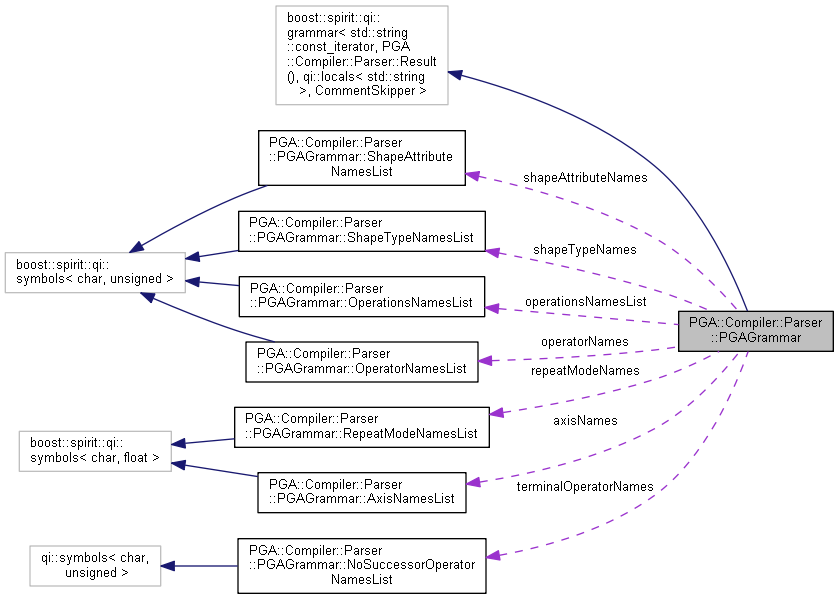 boost::spirit::qi::
grammar< std::string
::const_iterator, PGA
::Compiler::Parser::Result
(), qi::locals< std::string
>, CommentSkipper >
PGA::Compiler::Parser
::PGAGrammar::ShapeAttribute
NamesList
shapeAttributeNames
PGA::Compiler::Parser
::PGAGrammar::ShapeTypeNamesList
shapeTypeNames
boost::spirit::qi::
symbols< char, unsigned >
PGA::Compiler::Parser
::PGAGrammar::OperationsNamesList
operationsNamesList
PGA::Compiler::Parser
::PGAGrammar
operatorNames
PGA::Compiler::Parser
::PGAGrammar::OperatorNamesList
repeatModeNames
PGA::Compiler::Parser
::PGAGrammar::RepeatModeNamesList
axisNames
boost::spirit::qi::
symbols< char, float >
PGA::Compiler::Parser
::PGAGrammar::AxisNamesList
terminalOperatorNames
qi::symbols< char,
unsigned >
PGA::Compiler::Parser
::PGAGrammar::NoSuccessorOperator
NamesList